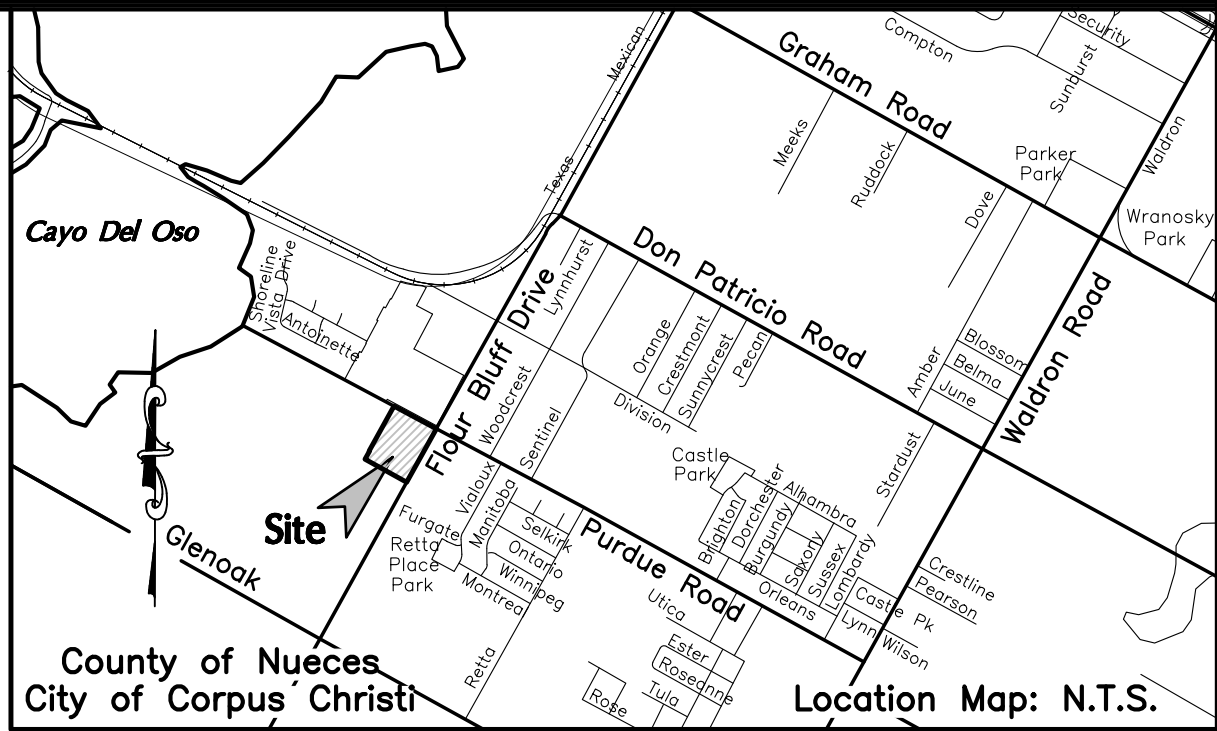 Security
Compton
Mexican
Graham Road
Sunburst
Waldron
Meeks
Ruddock
Parker
Park
Texas
Dove
Wranosky
Park
Cayo Del Oso
Shoreline
Vista Drive
Antoinette
Lynnhurst
Don Patricio Road
Flour Bluff Drive
Orange
Crestmont
Sunnycrest
Pecan
Waldron Road
Blossom
Belma
June
Amber
Division
Woodcrest
Sentinel
Stardust
Castle
Park
Alhambra
Brighton
Dorchester
Burgundy
Saxony
Sussex
Lombardy
Orleans
Castle Pk
Lynn
Wilson
Crestline
Pearson
Site
Vialoux
Manitoba
Furgate
Retta
Place
Park
Selkirk
Ontario
Winnipeg
Montreal
Purdue Road
Glenoak
Utica
Ester
Roseanne
Tula
Rose
Retta
County of Nueces
City of Corpus Christi
Location Map: N.T.S.